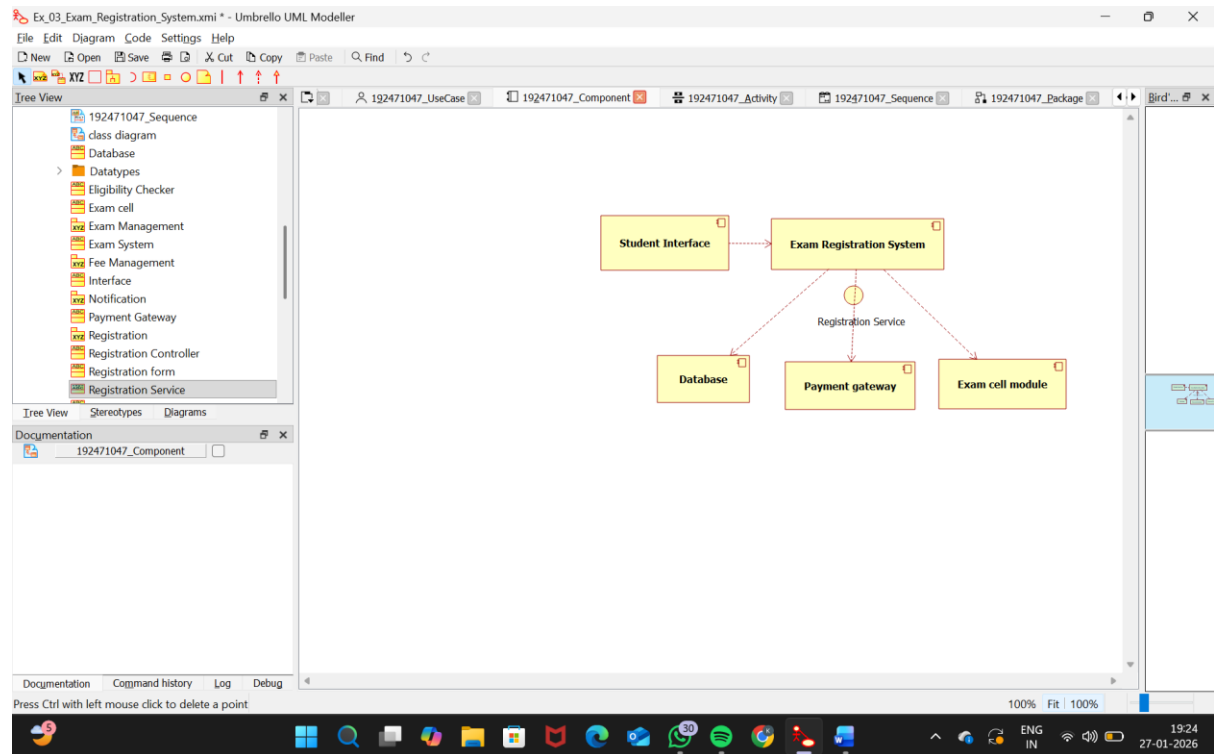 Ex_03_Exam_Registration_System.xmi * - Umbrello UML Modeller
File Edit Diagram Code Settings Help
New Open Save Cut Copy Paste Find
XYZ XYZ
Tree View
192471047_UseCase 192471047_Component 192471047_Activity 192471047_Sequence 192471047_Package
Bird'...
192471047_Sequence
class diagram
Database
Datatypes
Eligibility Checker
Exam cell
Exam Management
Exam System
Fee Management
Interface
Notification
Payment Gateway
Registration
Registration Controller
Registration form
Registration Service
Tree View Stereotypes Diagrams
Documentation
192471047_Component
Student Interface
Exam Registration System
Registration Service
Database
Payment gateway
Exam cell module
Documentation Command history Log Debug
Press Ctrl with left mouse click to delete a point
100% Fit 100%
5
30
ENG
IN
19:24
27-01-2026